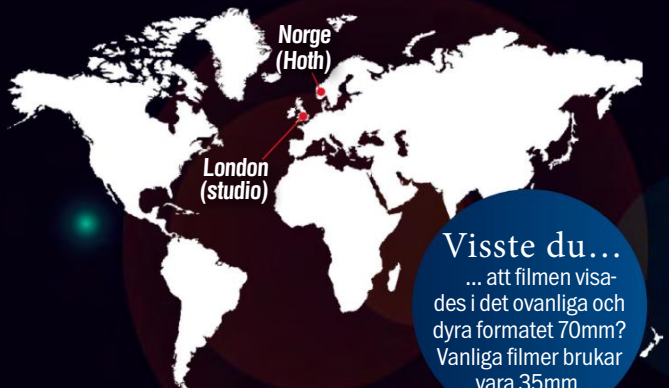 Norge
(Hoth)
London
(studio)
Visste du...
... att filmen visa-
des i det ovanliga och
dyra formatet 70mm?
Vanliga filmer brukar
vara 35mm